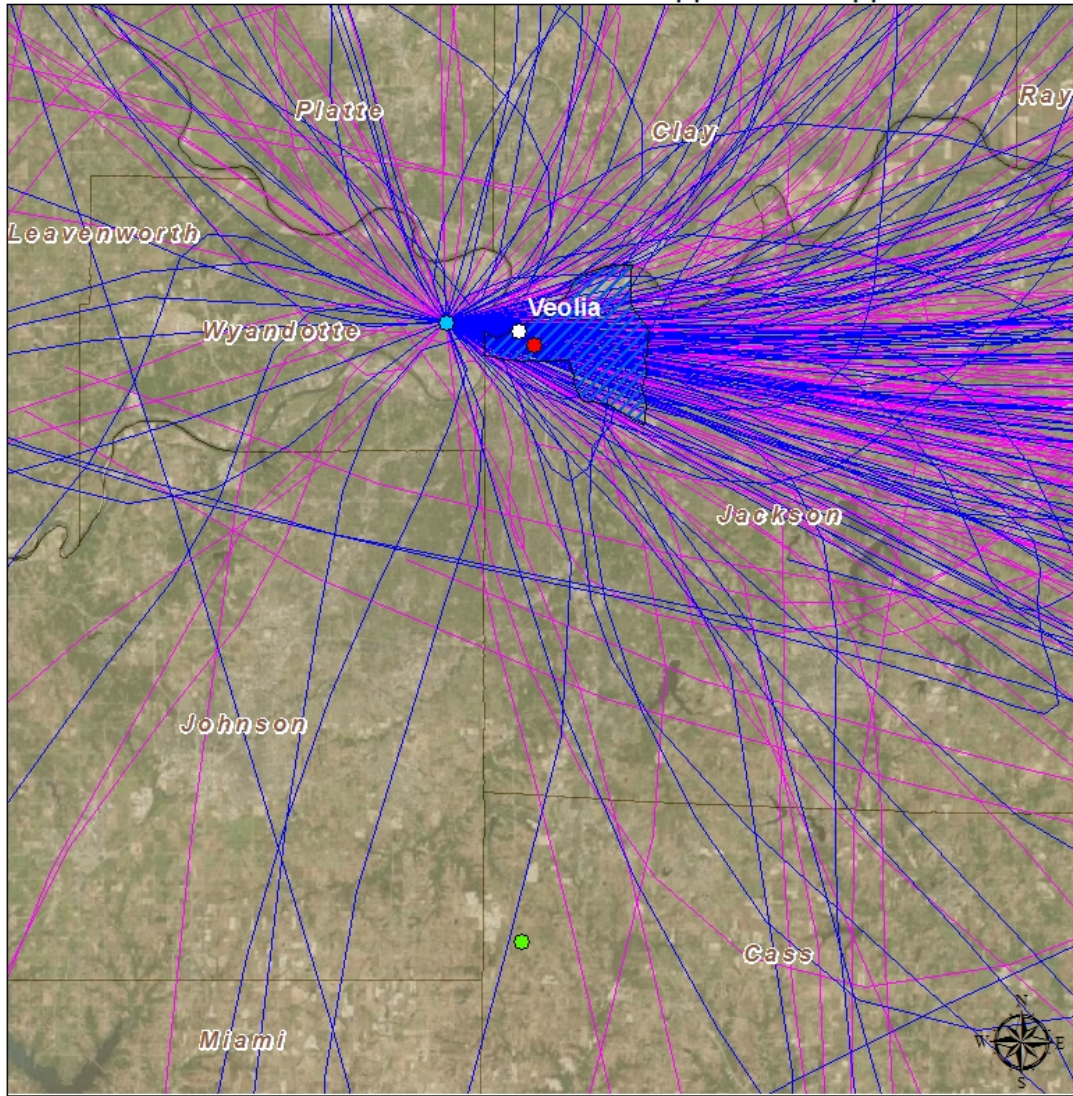 Platte
Clay
Ray
Leavenworth
Veolia
Wyandotte
Jackson
Johnson
Cass
Miami
N
W E
S